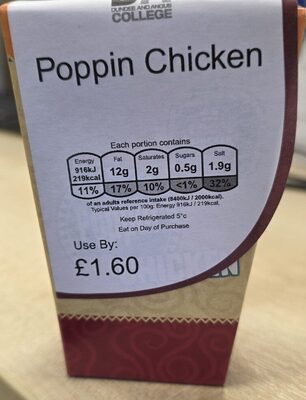 DUNDEE AND ANGUS
COLLEGE
Poppin Chicken
Each portion contains
Energy Fat Saturates Sugars Salt
916kJ 219kcal 12g 2g 0.5g 1.9g
11% 17% 10% <1% 32%
of an adults reference intake (8400kJ / 2000kcal).
Typical Values per 100g: Energy 916kJ / 219kcal.
Keep Refrigerated 5°c
Eat on Day of Purchase
Use By:
£1.60